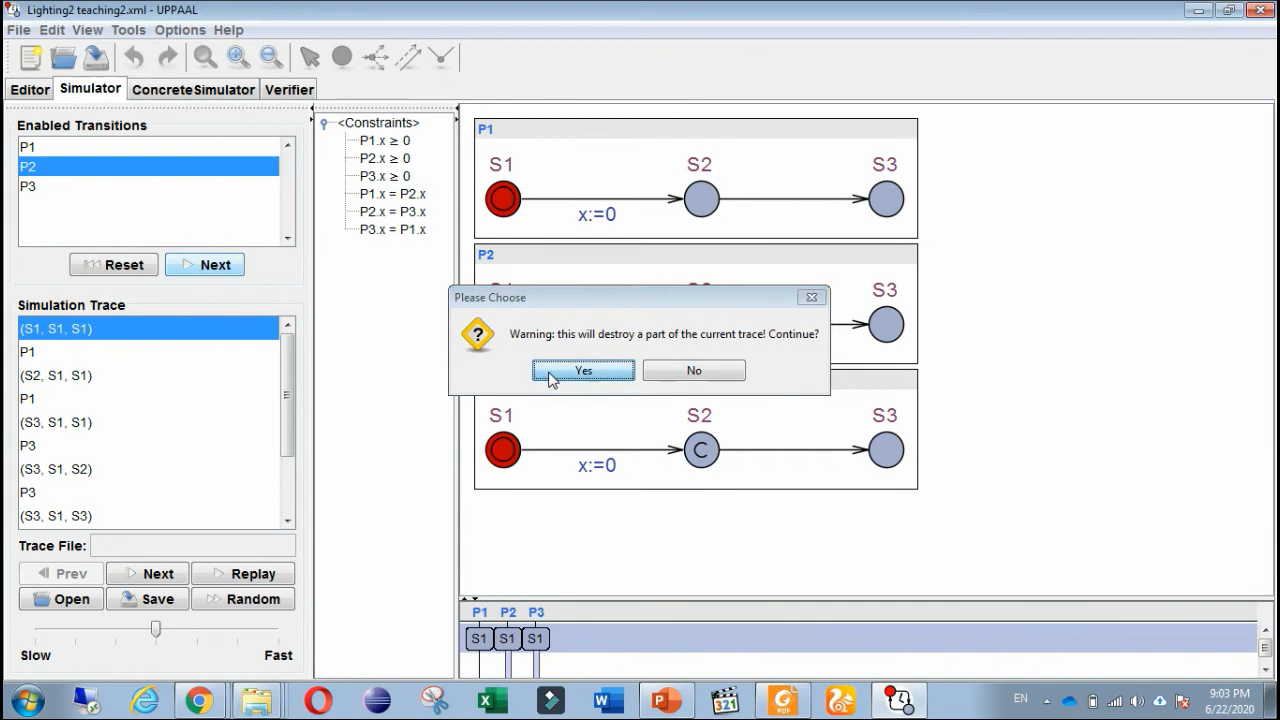 Lighting2 teaching2.xml - UPPAAL
File Edit View Tools Options Help
Editor Simulator ConcreteSimulator Verifier
Enabled Transitions
P1
P2
P3
Reset Next
Simulation Trace
(S1, S1, S1)
P1
(S2, S1, S1)
P1
(S3, S1, S1)
P3
(S3, S1, S2)
P3
(S3, S1, S3)
Trace File:
Prev Next Replay
Open Save Random
Slow Fast
<Constraints>
P1.x ≥ 0
P2.x ≥ 0
P3.x ≥ 0
P1.x = P2.x
P2.x = P3.x
P3.x = P1.x
P1
S1 S2 S3
x:=0
P2
S3
Please Choose
Warning: this will destroy a part of the current trace! Continue?
Yes No
S1 S2 S3
C
x:=0
P1 P2 P3
S1 S1 S1
EN
9:03 PM
6/22/2020
321
PDF